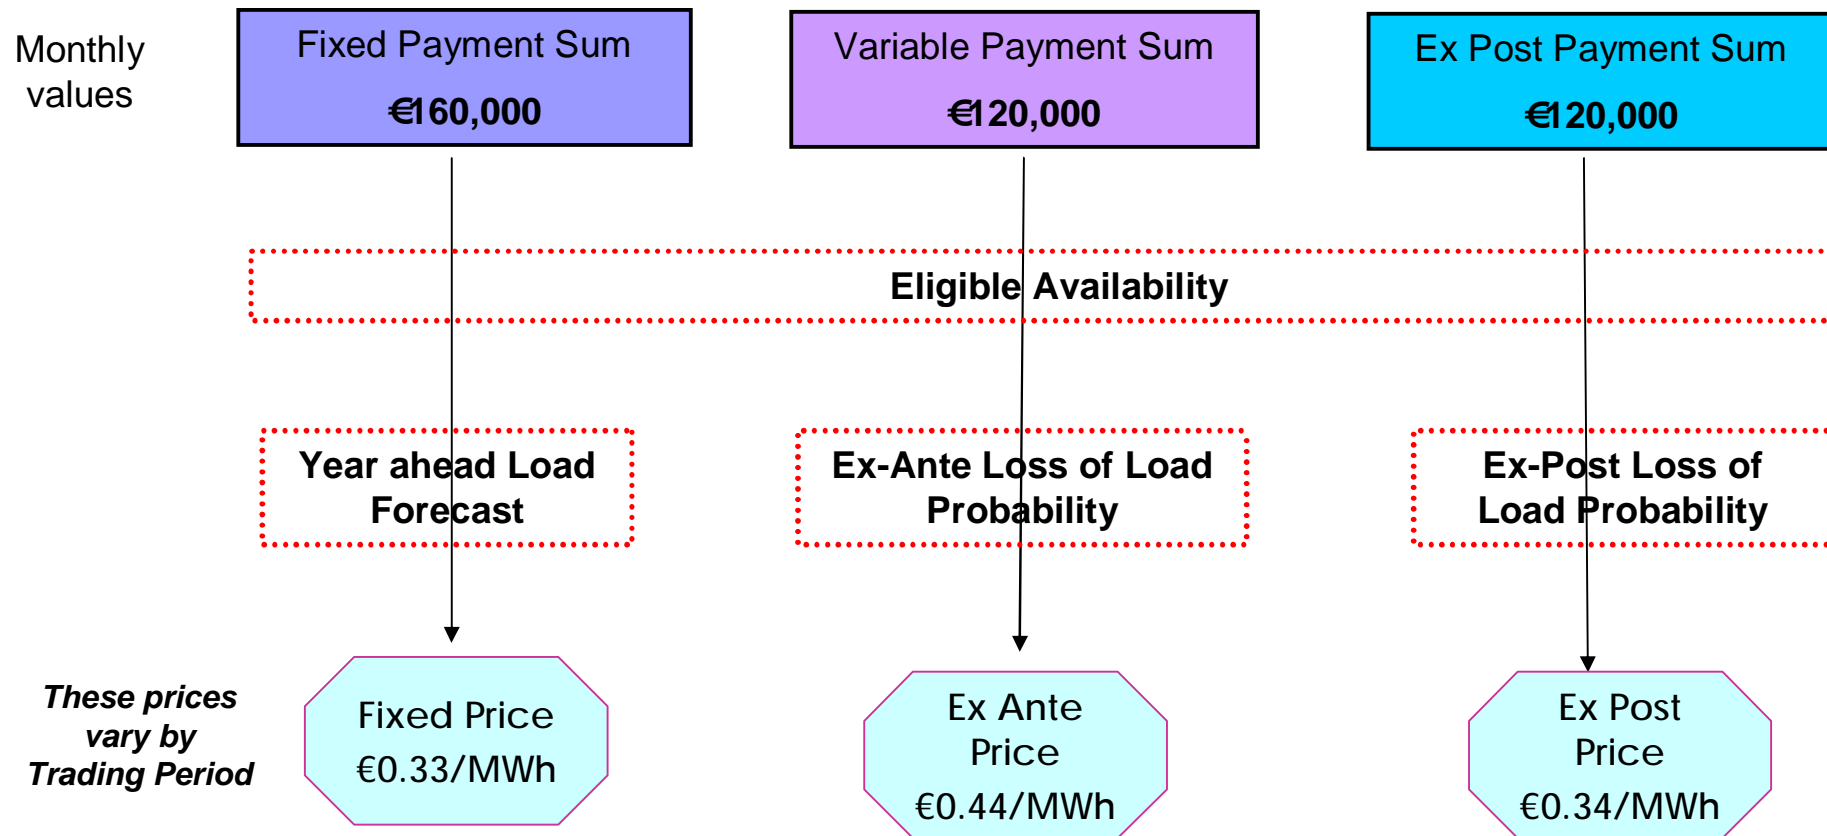 Monthly
values
Fixed Payment Sum
€160,000
Variable Payment Sum
€120,000
Ex Post Payment Sum
€120,000
Eligible Availability
Year ahead Load
Forecast
Ex-Ante Loss of Load
Probability
Ex-Post Loss of
Load Probability
These prices
vary by
Trading Period
Fixed Price
€0.33/MWh
Ex Ante
Price
€0.44/MWh
Ex Post
Price
€0.34/MWh